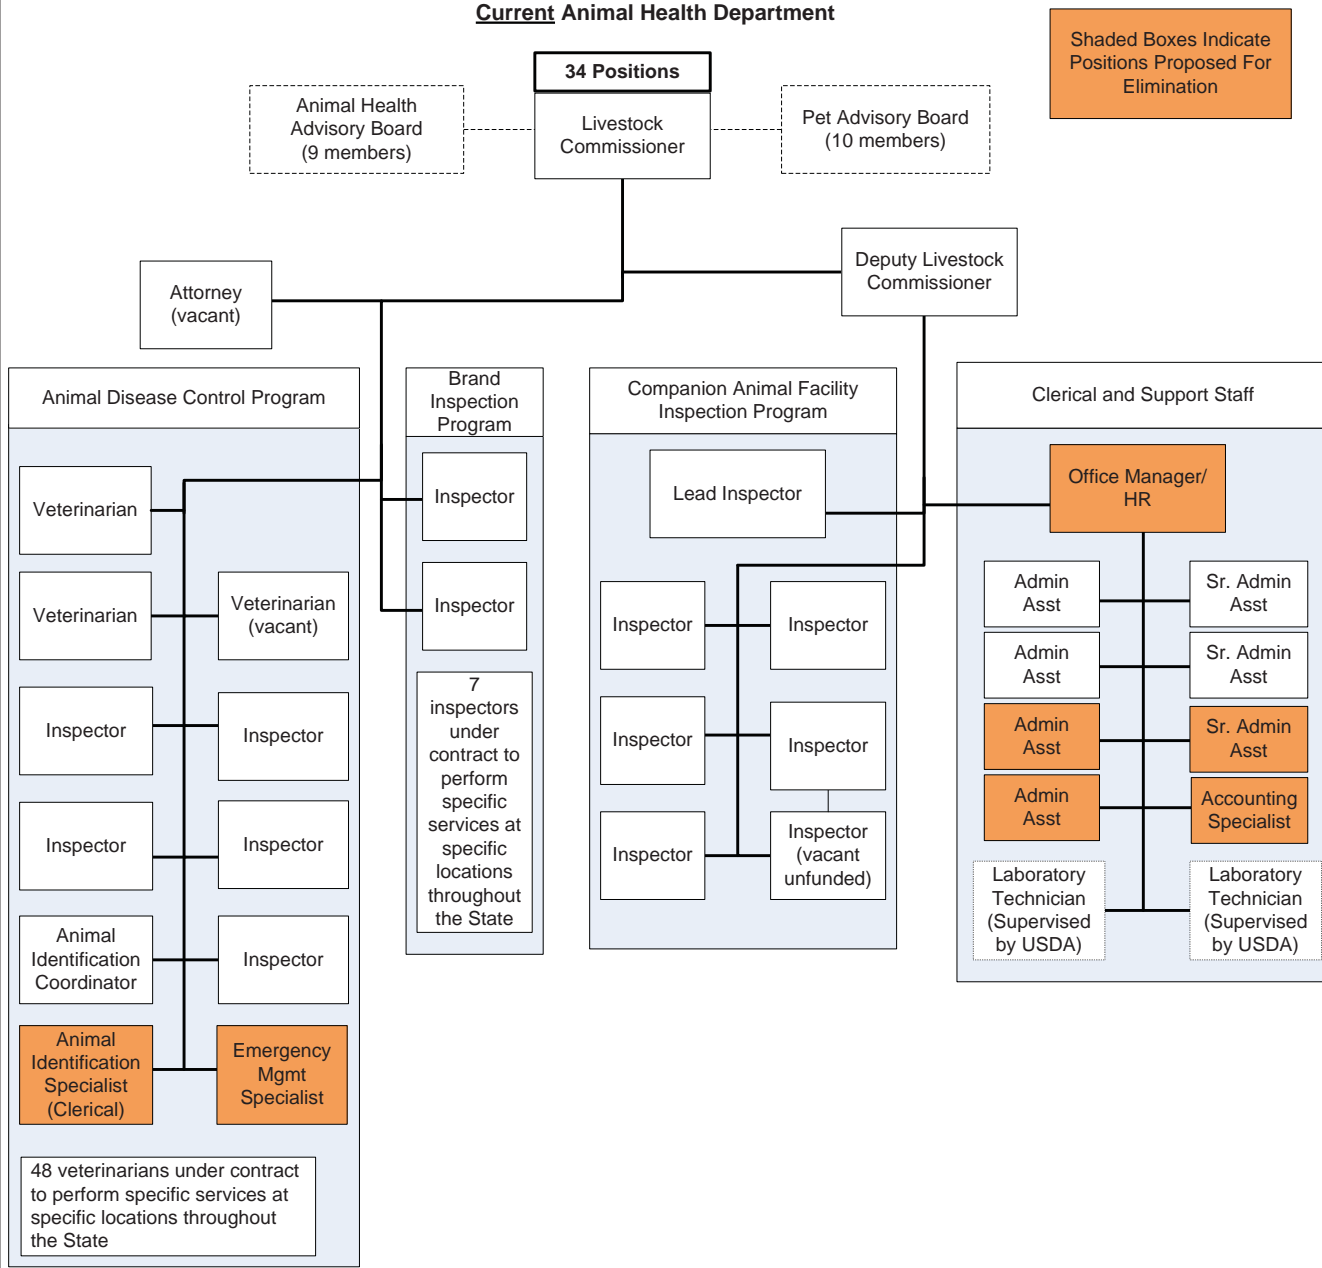 Current Animal Health Department
Shaded Boxes Indicate
Positions Proposed For
Elimination
34 Positions
Animal Health
Advisory Board
(9 members)
Livestock
Commissioner
Pet Advisory Board
(10 members)
Attorney
(vacant)
Deputy Livestock
Commissioner
Animal Disease Control Program
Veterinarian
Veterinarian
Veterinarian
(vacant)
Inspector
Inspector
Inspector
Inspector
Animal
Identification
Coordinator
Inspector
Animal
Identification
Specialist
(Clerical)
Emergency
Mgmt
Specialist
48 veterinarians under contract
to perform specific services at
specific locations throughout
the State
Brand
Inspection
Program
Inspector
Inspector
7
inspectors
under
contract to
perform
specific
services at
specific
locations
throughout
the State
Companion Animal Facility
Inspection Program
Lead Inspector
Inspector
Inspector
Inspector
Inspector
Inspector
Inspector
(vacant
unfunded)
Clerical and Support Staff
Office Manager/
HR
Admin
Asst
Sr. Admin
Asst
Admin
Asst
Sr. Admin
Asst
Admin
Asst
Sr. Admin
Asst
Admin
Asst
Accounting
Specialist
Laboratory
Technician
(Supervised
by USDA)
Laboratory
Technician
(Supervised
by USDA)